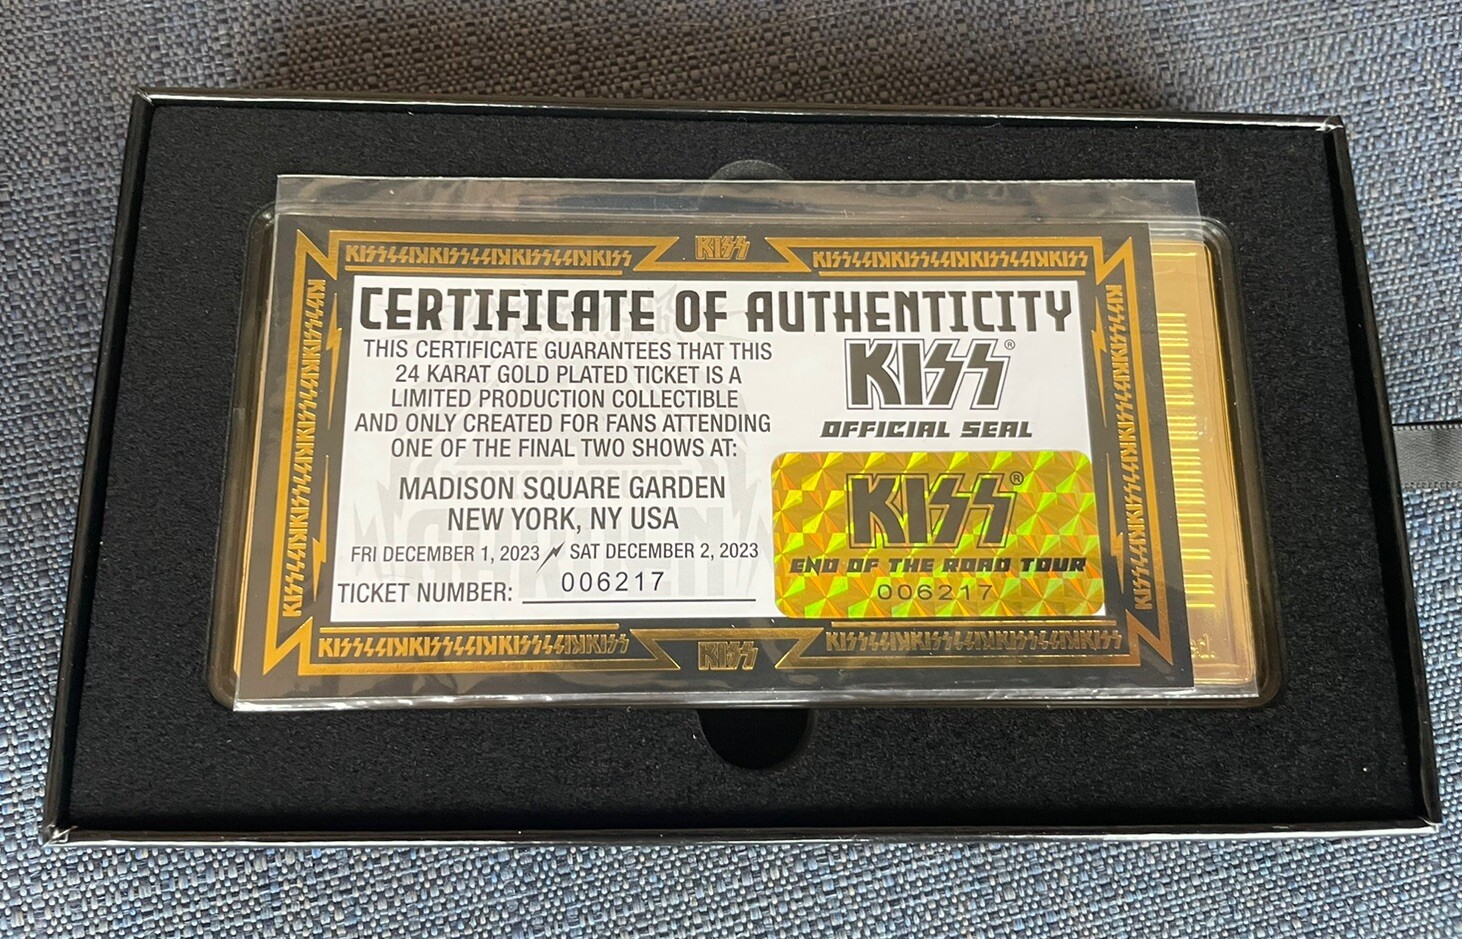 KISS
CERTIFICATE OF AUTHENTICITY
THIS CERTIFICATE GUARANTEES THAT THIS
24 KARAT GOLD PLATED TICKET IS A
LIMITED PRODUCTION COLLECTIBLE
AND ONLY CREATED FOR FANS ATTENDING
ONE OF THE FINAL TWO SHOWS AT:
MADISON SQUARE GARDEN
NEW YORK, NY USA
FRI DECEMBER 1, 2023 SAT DECEMBER 2, 2023
TICKET NUMBER: 006217
KISS®
OFFICIAL SEAL
KISS®
END OF THE ROAD TOUR
006217
KISS